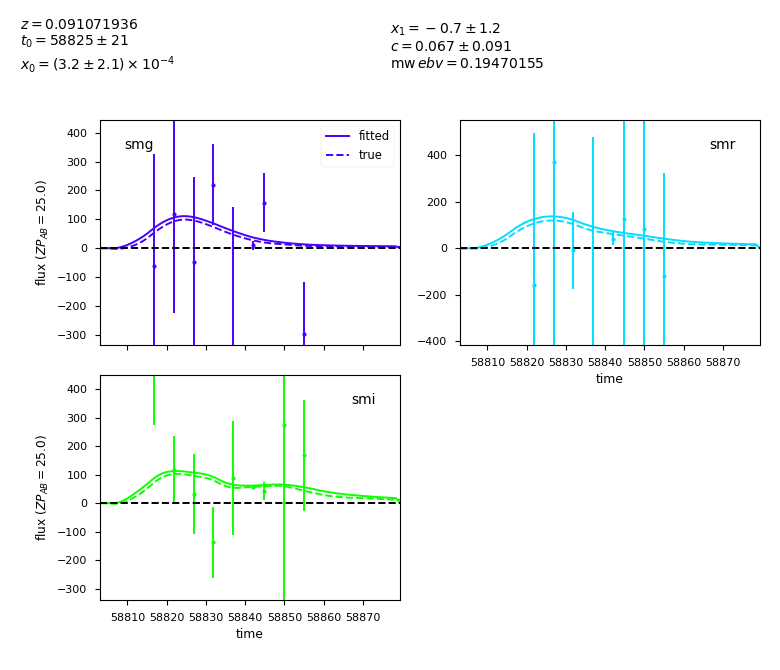 z = 0.091071936
t₀ = 58825 ± 21
x₀ = (3.2 ± 2.1) × 10⁻⁴
x₁ = −0.7 ± 1.2
c = 0.067 ± 0.091
mwebv = 0.19470155
smg
fitted
true
400
300
200
100
0
−100
−200
−300
flux (ZP_AB = 25.0)
smr
400
200
0
−200
−400
58810 58820 58830 58840 58850 58860 58870
time
smi
400
300
200
100
0
−100
−200
−300
flux (ZP_AB = 25.0)
58810 58820 58830 58840 58850 58860 58870
time